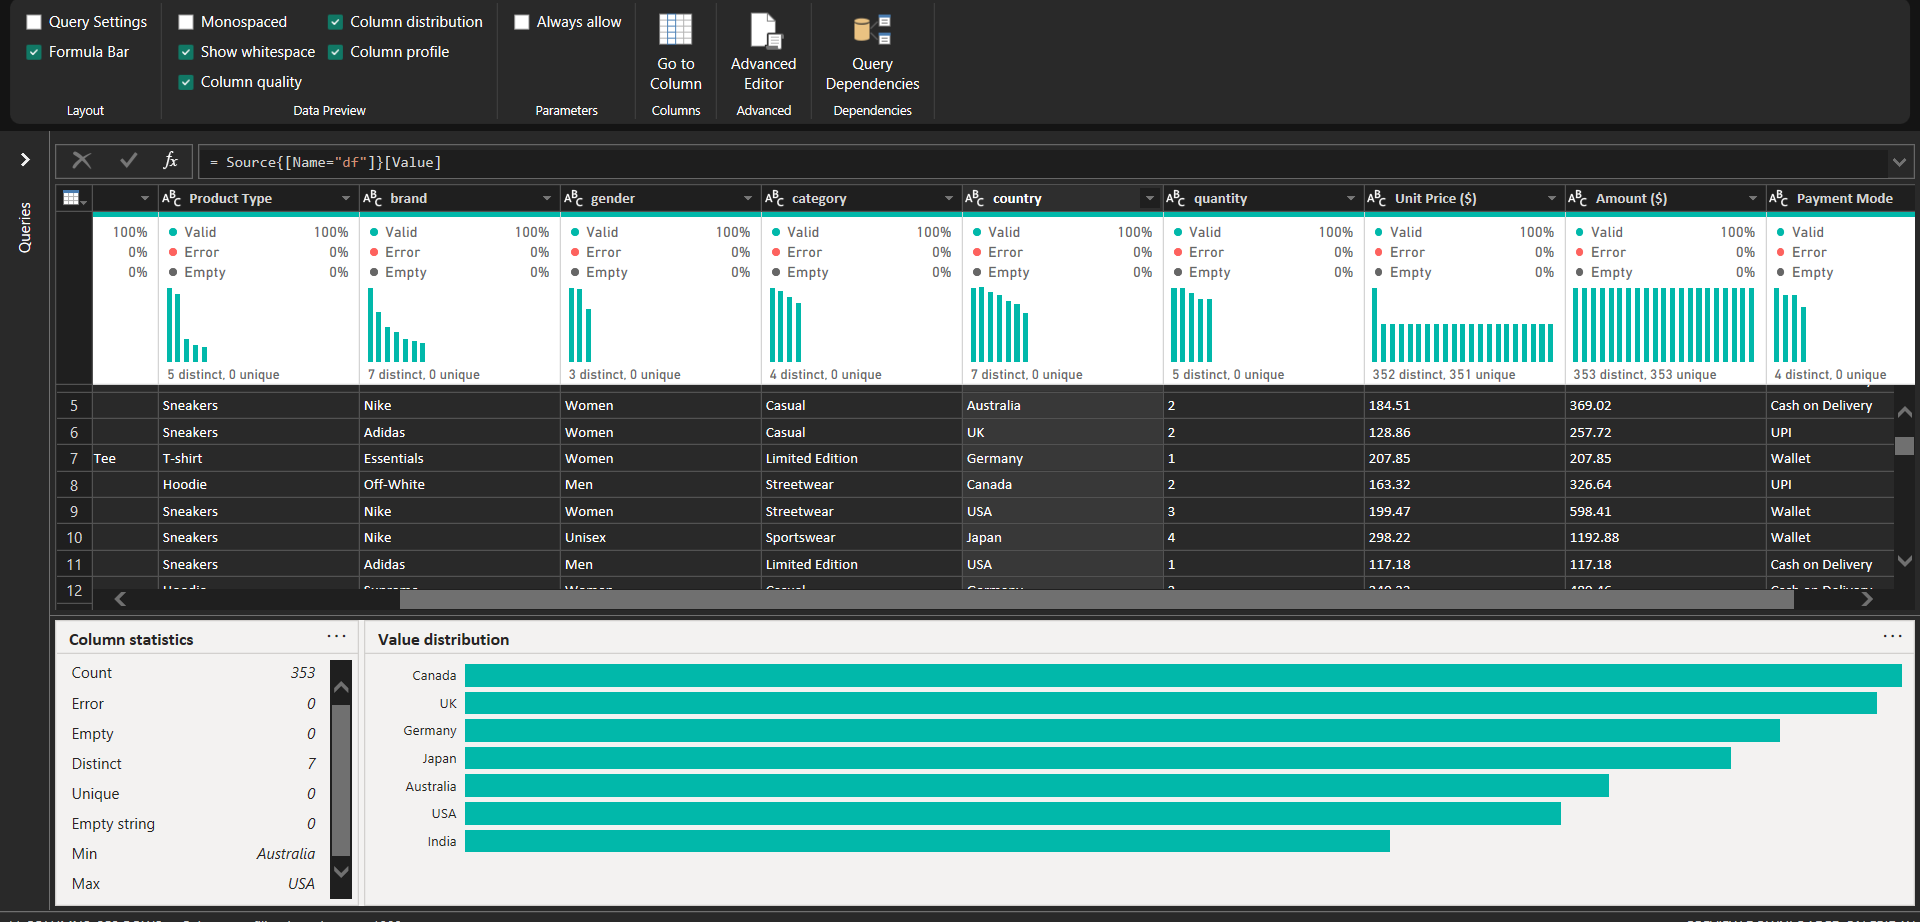 Query Settings
Formula Bar
Layout
Monospaced
Show whitespace
Column quality
Column distribution
Column profile
Data Preview
Always allow
Parameters
Go to
Column
Columns
Advanced
Editor
Advanced
Query
Dependencies
Dependencies
Queries
fx
= Source{[Name="df"]}[Value]
ABC Product Type ABC brand ABC gender ABC category ABC country ABC quantity ABC Unit Price ($) ABC Amount ($) ABC Payment Mode
100% Valid 100% Valid 100% Valid 100% Valid 100% Valid 100% Valid 100% Valid 100% Valid 100% Valid
0% Error 0% Error 0% Error 0% Error 0% Error 0% Error 0% Error 0% Error 0% Error
0% Empty 0% Empty 0% Empty 0% Empty 0% Empty 0% Empty 0% Empty 0% Empty 0% Empty
5 distinct, 0 unique 7 distinct, 0 unique 3 distinct, 0 unique 4 distinct, 0 unique 7 distinct, 0 unique 5 distinct, 0 unique 352 distinct, 351 unique 353 distinct, 353 unique 4 distinct, 0 unique
5 Sneakers Nike Women Casual Australia 2 184.51 369.02 Cash on Delivery
6 Sneakers Adidas Women Casual UK 2 128.86 257.72 UPI
7 Tee T-shirt Essentials Women Limited Edition Germany 1 207.85 207.85 Wallet
8 Hoodie Off-White Men Streetwear Canada 2 163.32 326.64 UPI
9 Sneakers Nike Women Streetwear USA 3 199.47 598.41 Wallet
10 Sneakers Nike Unisex Sportswear Japan 4 298.22 1192.88 Wallet
11 Sneakers Adidas Men Limited Edition USA 1 117.18 117.18 Cash on Delivery
12
Column statistics
Count 353
Error 0
Empty 0
Distinct 7
Unique 0
Empty string 0
Min Australia
Max USA
Value distribution
Canada
UK
Germany
Japan
Australia
USA
India